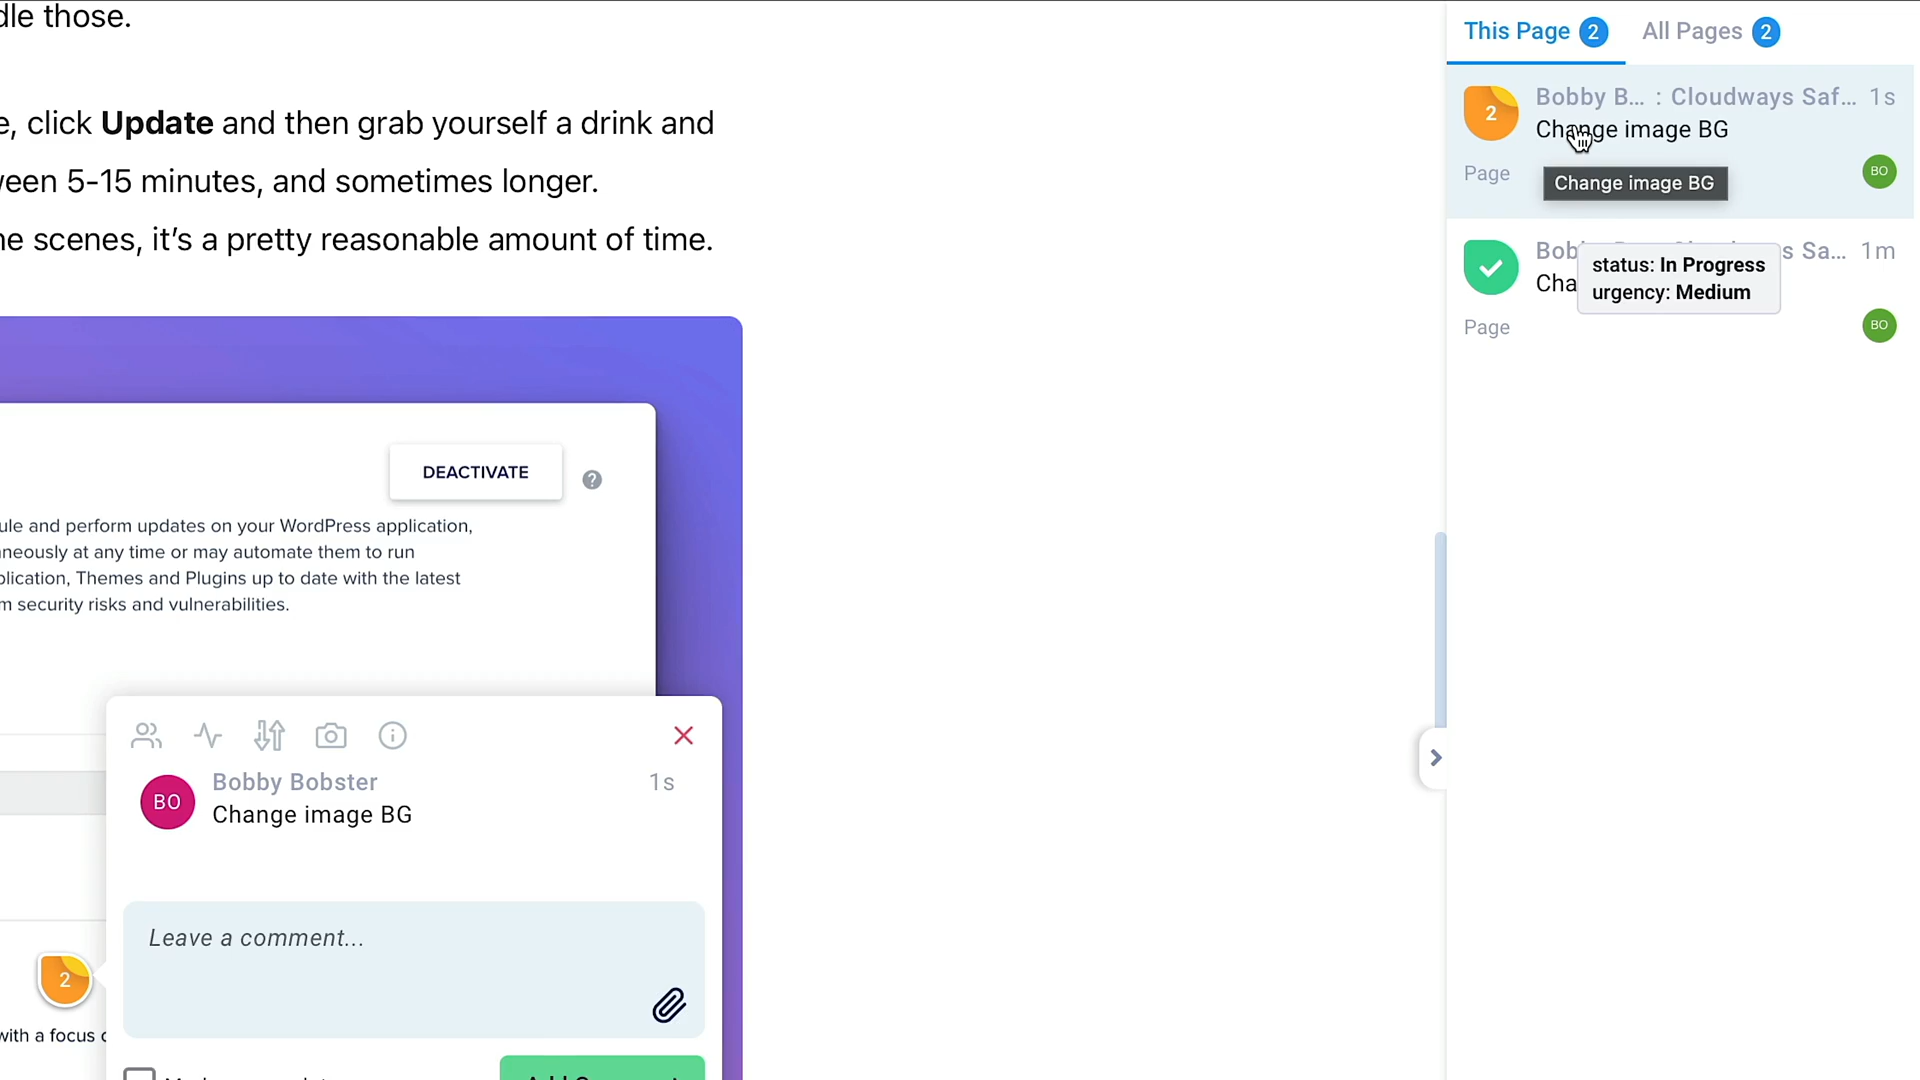 dle those.
e, click Update and then grab yourself a drink and
veen 5-15 minutes, and sometimes longer.
ne scenes, it's a pretty reasonable amount of time.
DEACTIVATE
?
ule and perform updates on your WordPress application,
neously at any time or may automate them to run
plication, Themes and Plugins up to date with the latest
m security risks and vulnerabilities.
Bobby Bobster 1s
BO
Change image BG
Leave a comment...
2
with a focus
This Page 2 All Pages 2
2
Bobby B... : Cloudways Saf... 1s
Change image BG
Page
Change image BG
BO
Bob
s Sa... 1m
Cha
status: In Progress
urgency: Medium
Page
BO